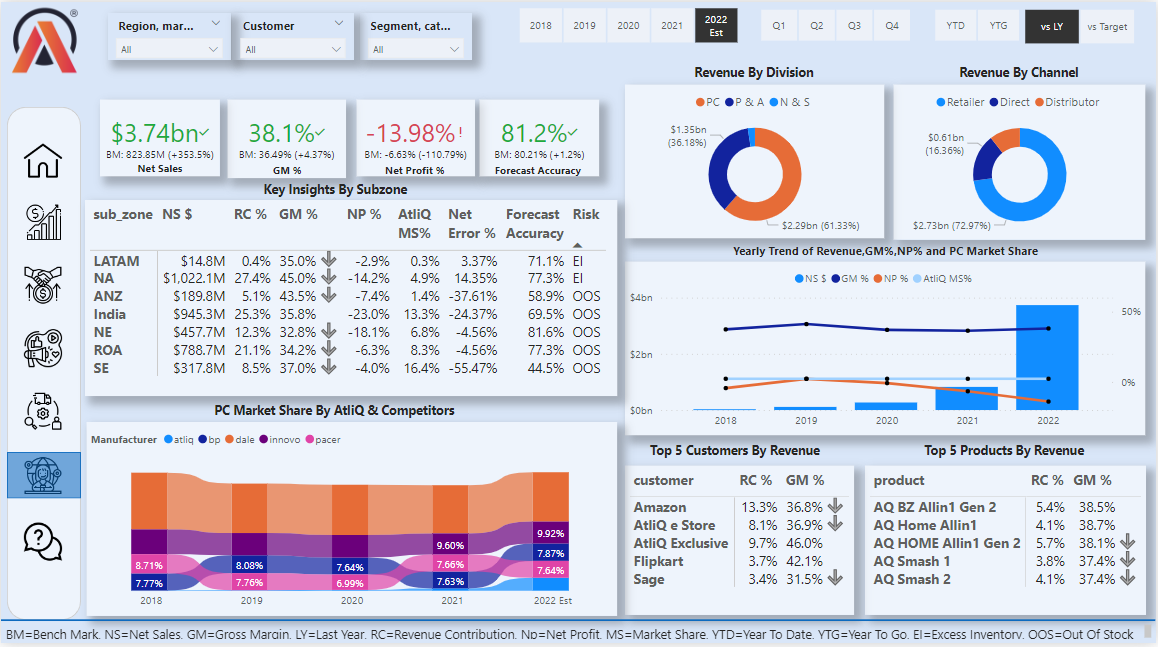 ®
Region, mar...
All
Customer
All
Segment, cat...
All
2018
2019
2020
2021
2022
Est
Q1
Q2
Q3
Q4
YTD
YTG
vs LY
vs Target
$3.74bn
BM: 823.85M (+353.5%)
Net Sales
38.1%
BM: 36.49% (+4.37%)
GM %
-13.98%!
BM: -6.63% (-110.79%)
Net Profit %
81.2%
BM: 80.21% (+1.2%)
Forecast Accuracy
Key Insights By Subzone
sub_zone NS $ RC % GM % NP % AtliQ MS% Net Error % Forecast Accuracy Risk
LATAM $14.8M 0.4% 35.0% -2.9% 0.3% 3.37% 71.1% EI
NA $1,022.1M 27.4% 45.0% -14.2% 4.9% 14.35% 77.3% EI
ANZ $189.8M 5.1% 43.5% -7.4% 1.4% -37.61% 58.9% OOS
India $945.3M 25.3% 35.8% -23.0% 13.3% -24.37% 69.5% OOS
NE $457.7M 12.3% 32.8% -18.1% 6.8% -4.56% 81.6% OOS
ROA $788.7M 21.1% 34.2% -6.3% 8.3% -4.56% 77.3% OOS
SE $317.8M 8.5% 37.0% -4.0% 16.4% -55.47% 44.5% OOS
PC Market Share By AtliQ & Competitors
Manufacturer atliq bp dale innovo pacer
8.71%
7.77%
8.08%
7.76%
7.64%
6.99%
9.60%
7.66%
7.63%
9.92%
7.87%
7.64%
2018 2019 2020 2021 2022 Est
Revenue By Division
PC P & A N & S
$1.35bn
(36.18%)
$2.29bn (61.33%)
Revenue By Channel
Retailer Direct Distributor
$0.61bn
(16.36%)
$2.73bn (72.97%)
Yearly Trend of Revenue,GM%,NP% and PC Market Share
NS $ GM % NP % AtliQ MS%
$4bn
$2bn
$0bn
50%
0%
2018 2019 2020 2021 2022
Top 5 Customers By Revenue
customer RC % GM %
Amazon 13.3% 36.8%
AtliQ e Store 8.1% 36.9%
AtliQ Exclusive 9.7% 46.0%
Flipkart 3.7% 42.1%
Sage 3.4% 31.5%
Top 5 Products By Revenue
product RC % GM %
AQ BZ Allin1 Gen 2 5.4% 38.5%
AQ Home Allin1 4.1% 38.7%
AQ HOME Allin1 Gen 2 5.7% 38.1%
AQ Smash 1 3.8% 37.4%
AQ Smash 2 4.1% 37.4%
BM=Bench Mark, NS=Net Sales, GM=Gross Margin, LY=Last Year, RC=Revenue Contribution, Np=Net Profit, MS=Market Share, YTD=Year To Date, YTG=Year To Go, EI=Excess Inventory, OOS=Out Of Stock